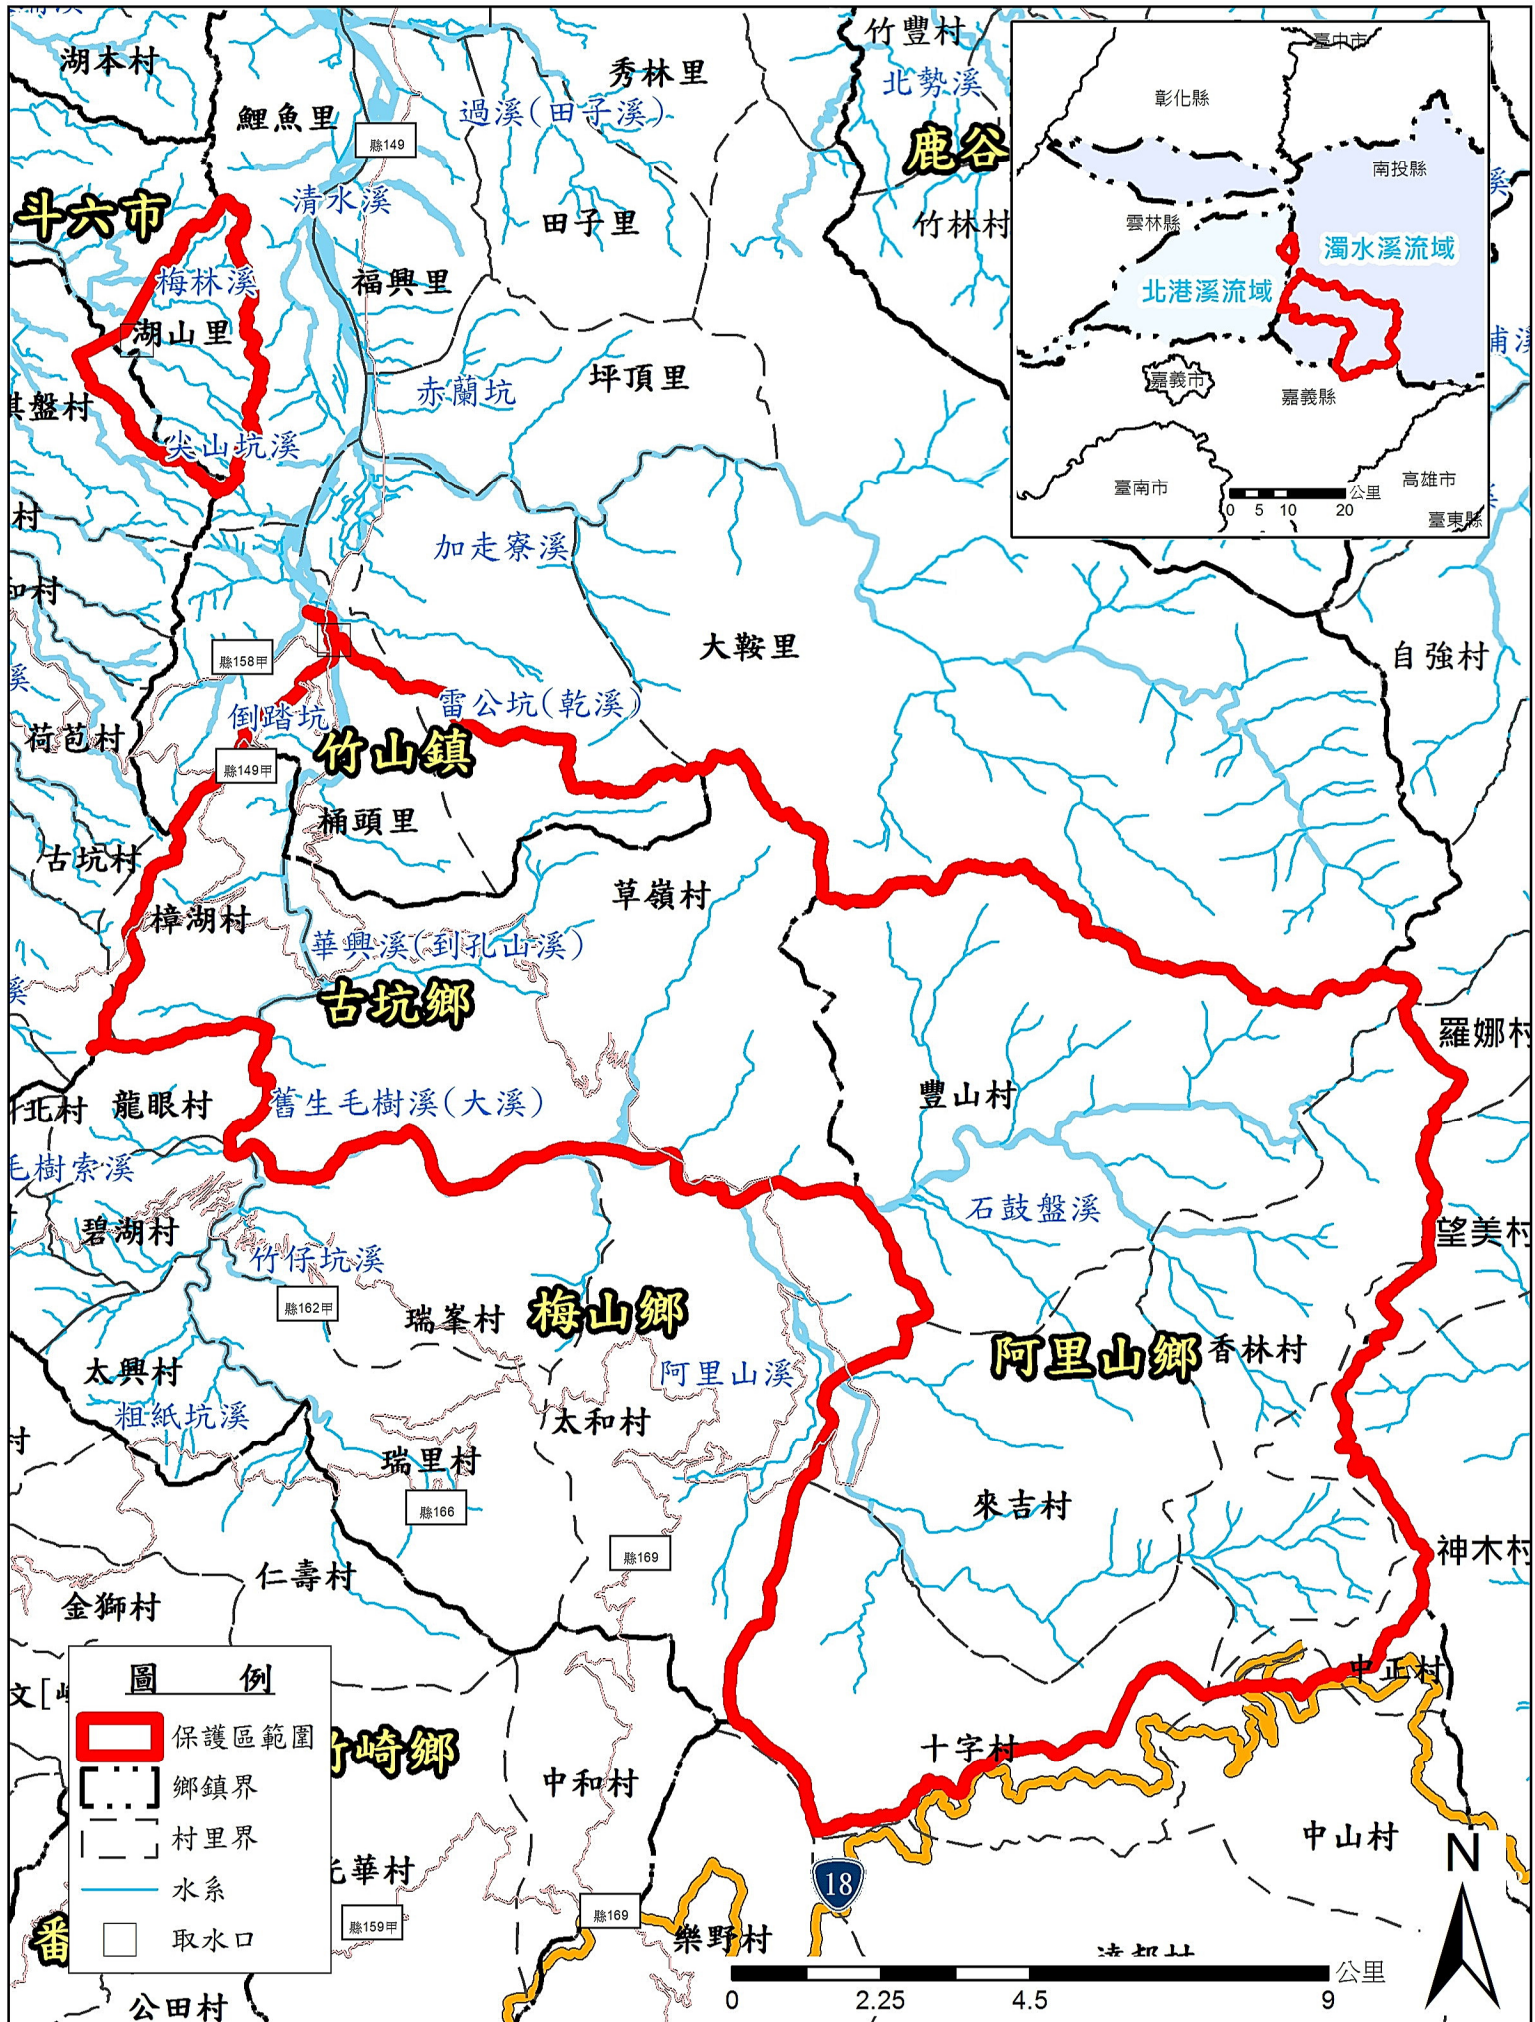 竹豐村
湖本村
秀林里
北勢溪
臺中市
彰化縣
鯉魚里
過溪(田子溪)
縣149
鹿谷
南投縣
清水溪
斗六市
田子里
竹林村
雲林縣
濁水溪流域
梅林溪
福興里
北港溪流域
湖山里
坪頂里
嘉義市
赤蘭坑
嘉義縣
棋盤村
尖山坑溪
臺南市
高雄市
公里
0 5 10 20
臺東縣
村
加走寮溪
和村
大鞍里
自強村
縣158甲
溪
雷公坑(乾溪)
倒踏坑
荷苞村
竹山鎮
縣149甲
桶頭里
古坑村
草嶺村
樟湖村
華興溪(到孔山溪)
溪
古坑鄉
羅娜村
豐山村
龍眼村
北村
舊生毛樹溪(大溪)
毛樹索溪
石鼓盤溪
碧湖村
望美村
竹仔坑溪
縣162甲
瑞峯村
梅山鄉
阿里山鄉
香林村
太興村
阿里山溪
粗紙坑溪
太和村
村
瑞里村
縣166
來吉村
縣169
神木村
仁壽村
金獅村
圖 例
中正村
保護區範圍
十字村
竹崎鄉
鄉鎮界
中和村
村里界
中山村
N
光華村
水系
18
縣169
縣159甲
取水口
樂野村
番
公里
公田村
0 2.25 4.5 9